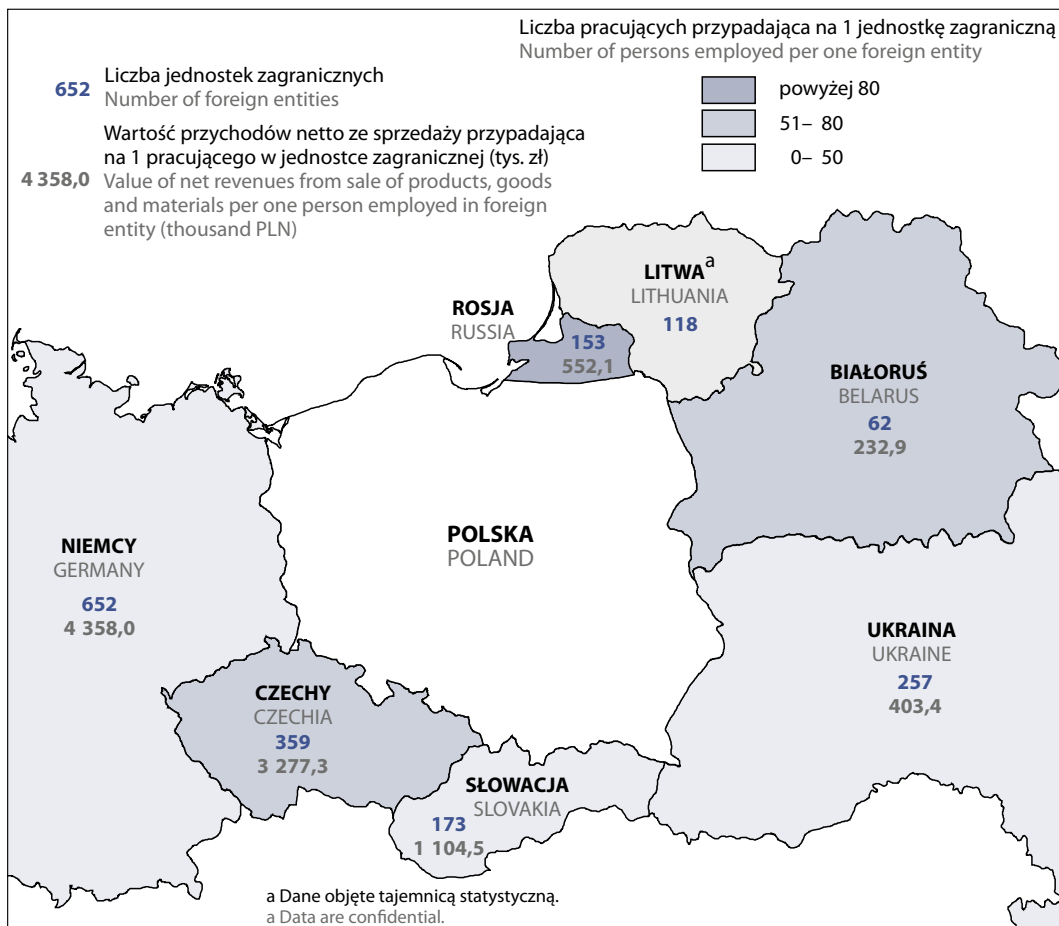 Liczba pracujących przypadająca na 1 jednostkę zagraniczną
Number of persons employed per one foreign entity
powyżej 80
51– 80
0– 50
652
Liczba jednostek zagranicznych
Number of foreign entities
4 358,0
Wartość przychodów netto ze sprzedaży przypadająca
na 1 pracującego w jednostce zagranicznej (tys. zł)
Value of net revenues from sale of products, goods
and materials per one person employed in foreign
entity (thousand PLN)
LITWA a
LITHUANIA
118
ROSJA
RUSSIA
153
552,1
BIAŁORUŚ
BELARUS
62
232,9
POLSKA
POLAND
NIEMCY
GERMANY
652
4 358,0
UKRAINA
UKRAINE
257
403,4
CZECHY
CZECHIA
359
3 277,3
SŁOWACJA
SLOVAKIA
173
1 104,5
a Dane objęte tajemnicą statystyczną.
a Data are confidential.